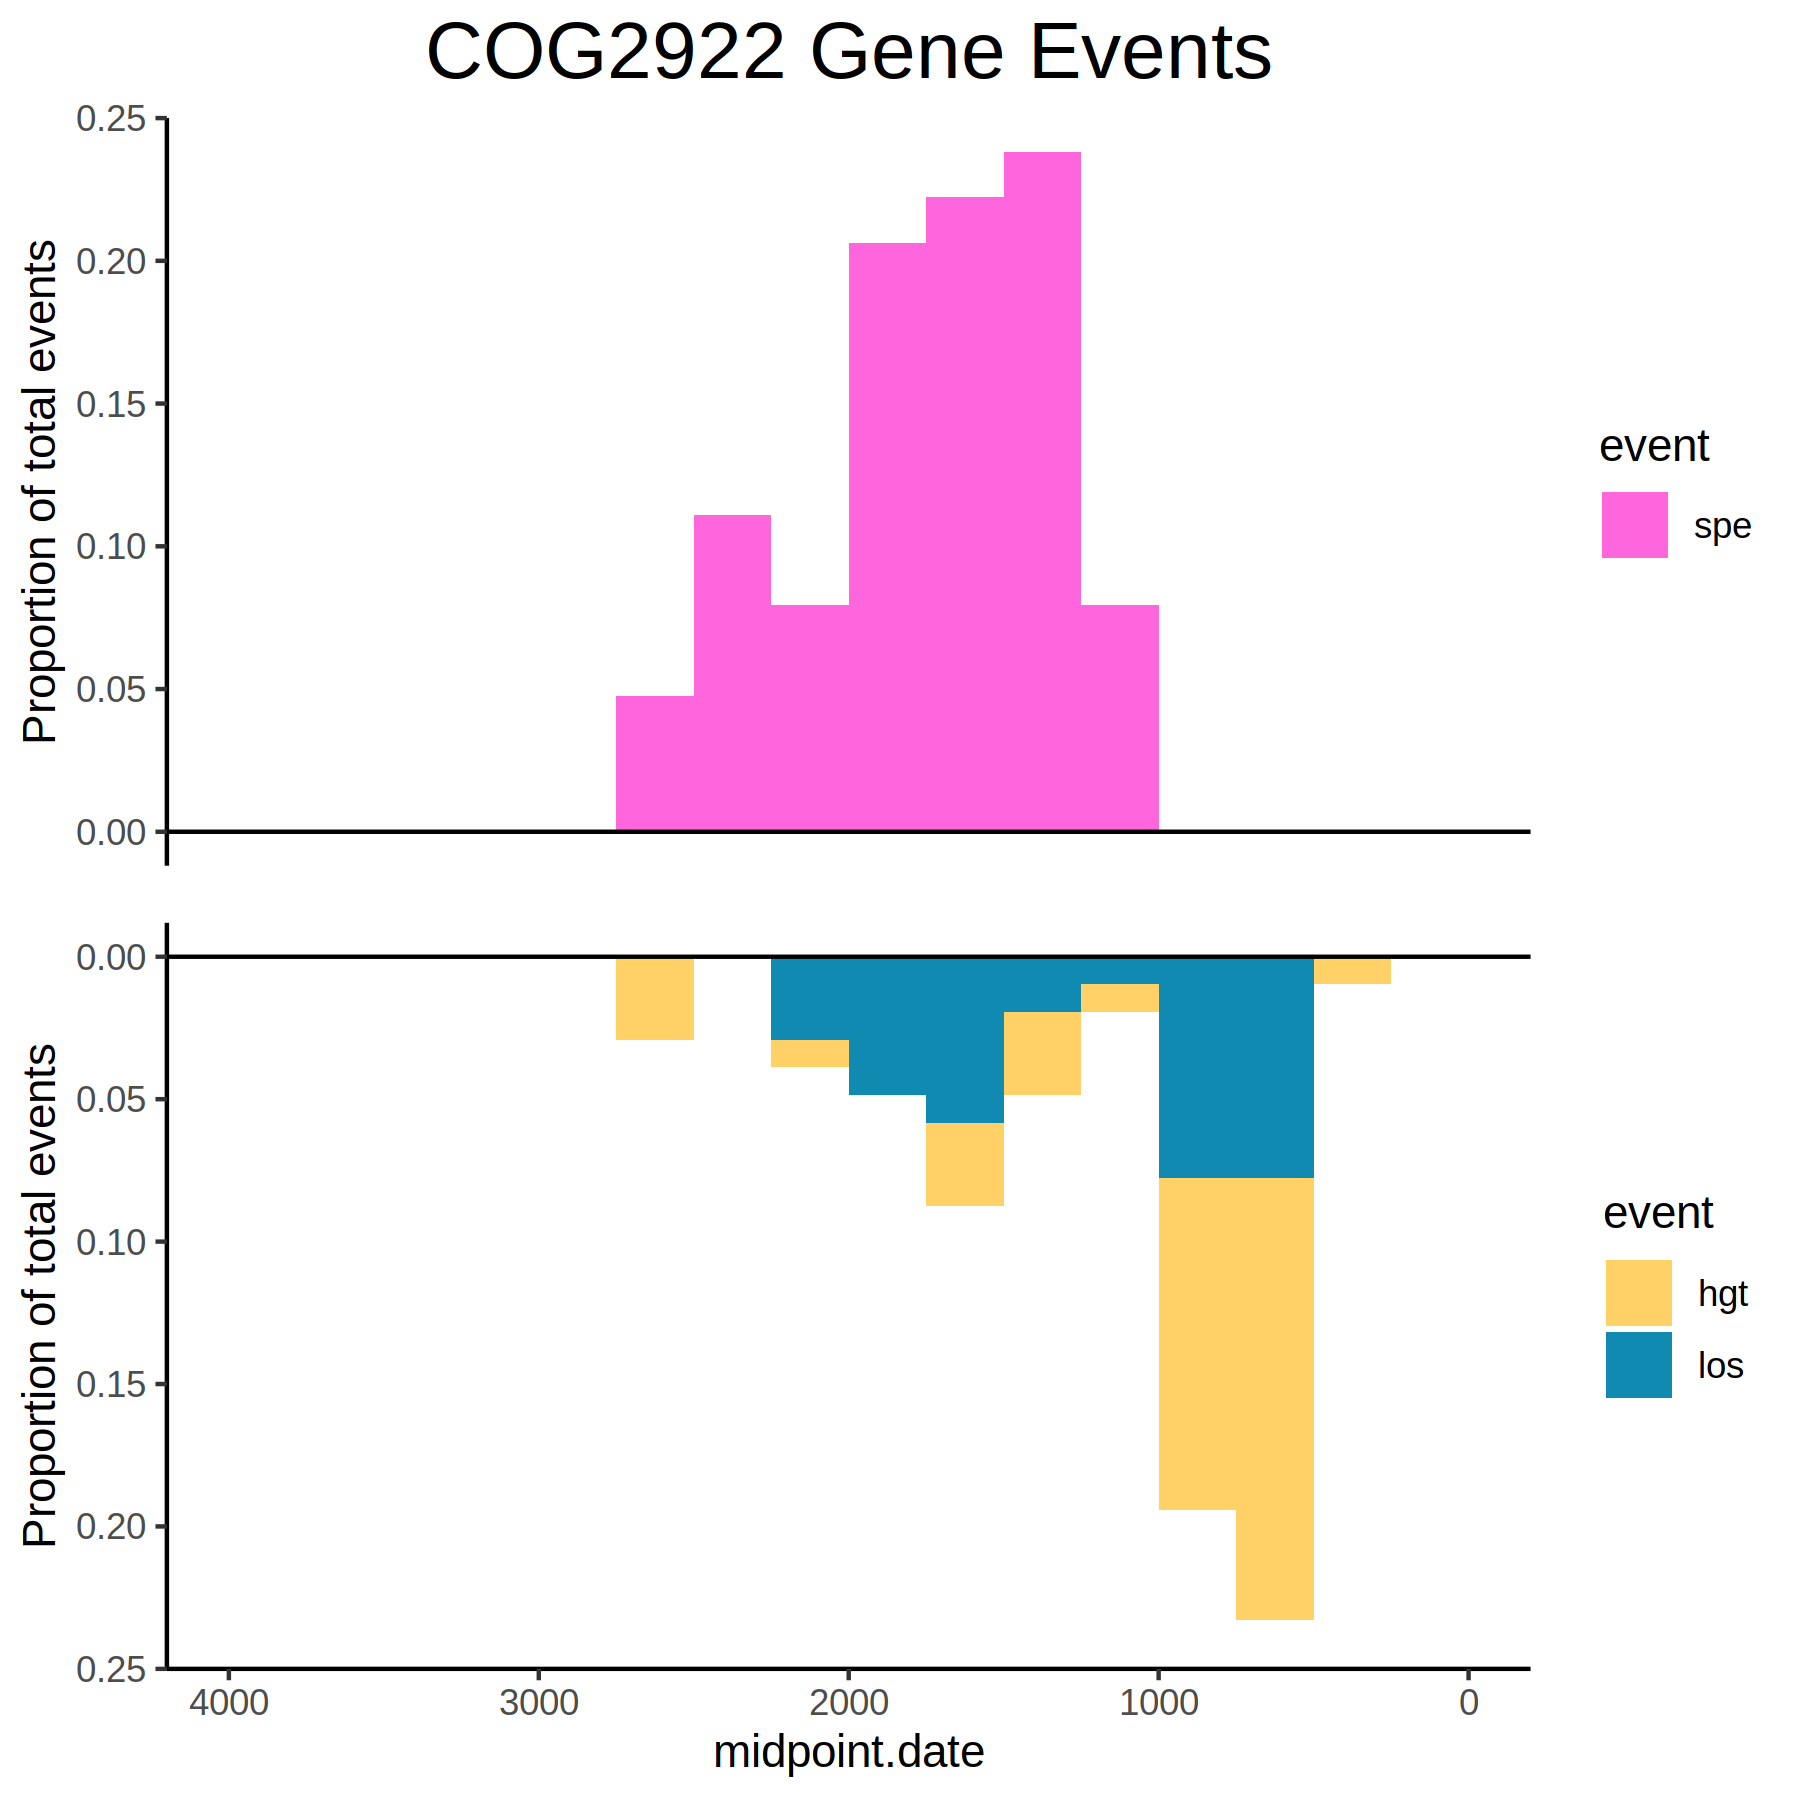 COG2922 Gene Events
Proportion of total events
0.25
0.20
0.15
0.10
0.05
0.00
event
spe
Proportion of total events
0.00
0.05
0.10
0.15
0.20
0.25
event
hgt
los
4000 3000 2000 1000 0
midpoint.date